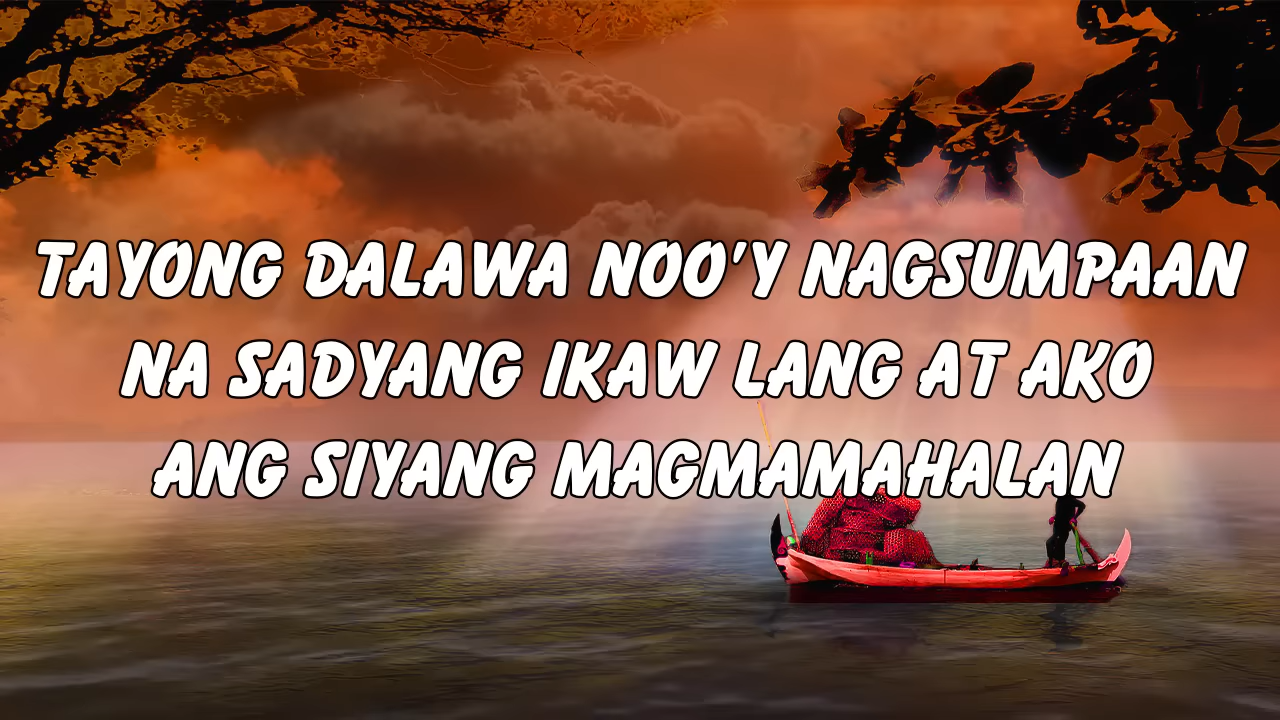 TAYONG DALAWA NOO'Y NAGSUMPAAN
NA SADYANG IKAW LANG AT AKO
ANG SIYANG MAGMAMAHALAN